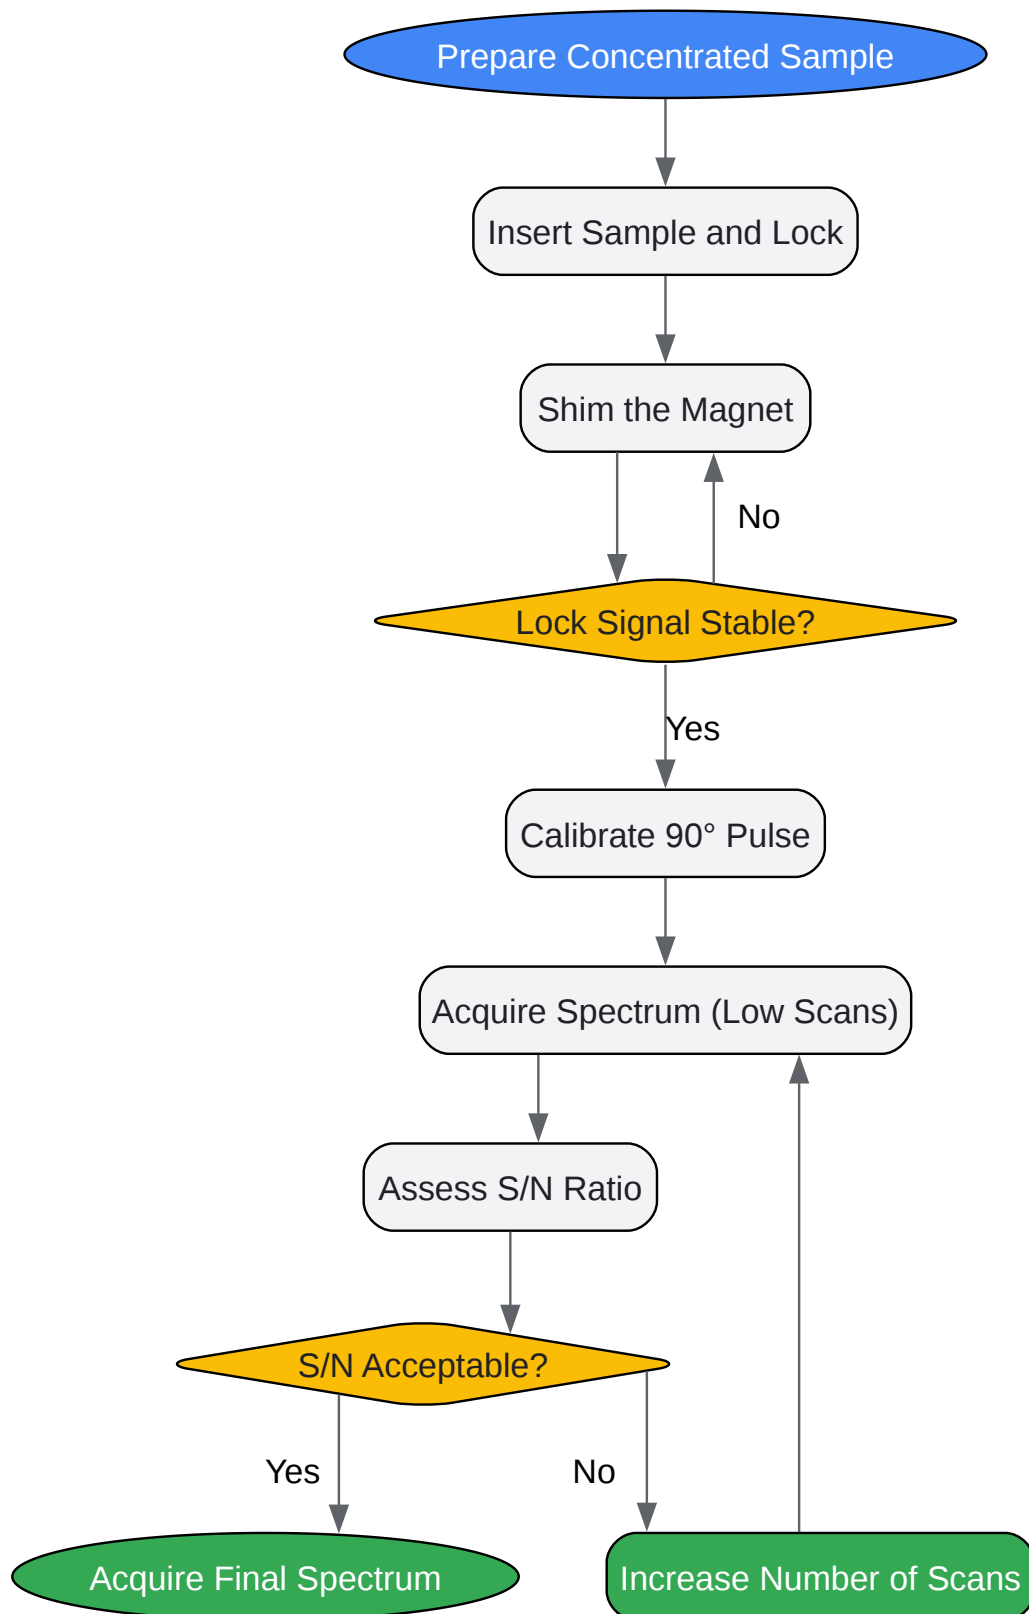 Prepare Concentrated Sample
Insert Sample and Lock
Shim the Magnet
No
Lock Signal Stable?
Yes
Calibrate 90° Pulse
Acquire Spectrum (Low Scans)
Assess S/N Ratio
S/N Acceptable?
Yes
No
Acquire Final Spectrum
Increase Number of Scans